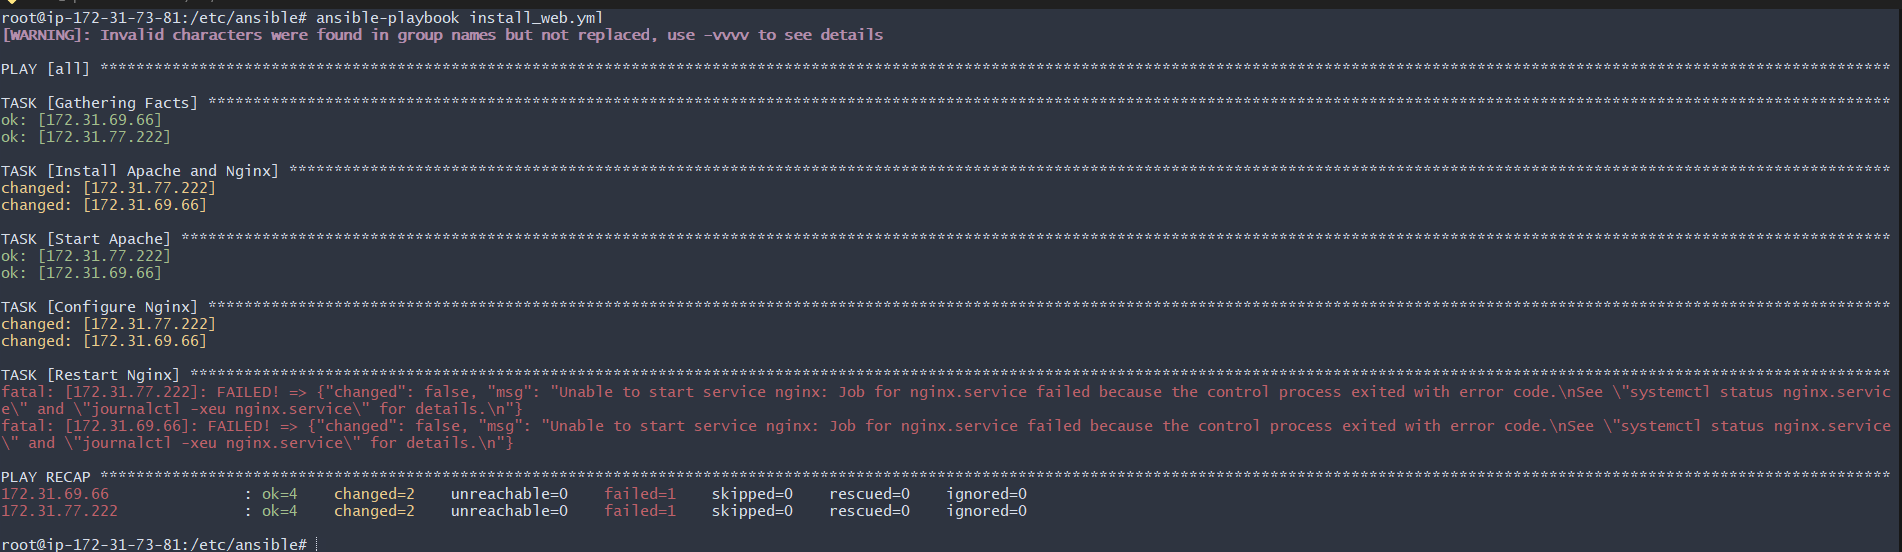 root@ip-172-31-73-81:/etc/ansible# ansible-playbook install_web.yml
[WARNING]: Invalid characters were found in group names but not replaced, use -vvvv to see details
PLAY [all] ***************************************************************************************************************************************************************************************************
TASK [Gathering Facts] ***************************************************************************************************************************************************************************************
ok: [172.31.69.66]
ok: [172.31.77.222]
TASK [Install Apache and Nginx] ******************************************************************************************************************************************************************************
changed: [172.31.77.222]
changed: [172.31.69.66]
TASK [Start Apache] ******************************************************************************************************************************************************************************************
ok: [172.31.77.222]
ok: [172.31.69.66]
TASK [Configure Nginx] ***************************************************************************************************************************************************************************************
changed: [172.31.77.222]
changed: [172.31.69.66]
TASK [Restart Nginx] *****************************************************************************************************************************************************************************************
fatal: [172.31.77.222]: FAILED! => {"changed": false, "msg": "Unable to start service nginx: Job for nginx.service failed because the control process exited with error code.\nSee \"systemctl status nginx.servic
e\" and \"journalctl -xeu nginx.service\" for details.\n"}
fatal: [172.31.69.66]: FAILED! => {"changed": false, "msg": "Unable to start service nginx: Job for nginx.service failed because the control process exited with error code.\nSee \"systemctl status nginx.service
\" and \"journalctl -xeu nginx.service\" for details.\n"}
PLAY RECAP ***************************************************************************************************************************************************************************************************
172.31.69.66 : ok=4 changed=2 unreachable=0 failed=1 skipped=0 rescued=0 ignored=0
172.31.77.222 : ok=4 changed=2 unreachable=0 failed=1 skipped=0 rescued=0 ignored=0
root@ip-172-31-73-81:/etc/ansible#